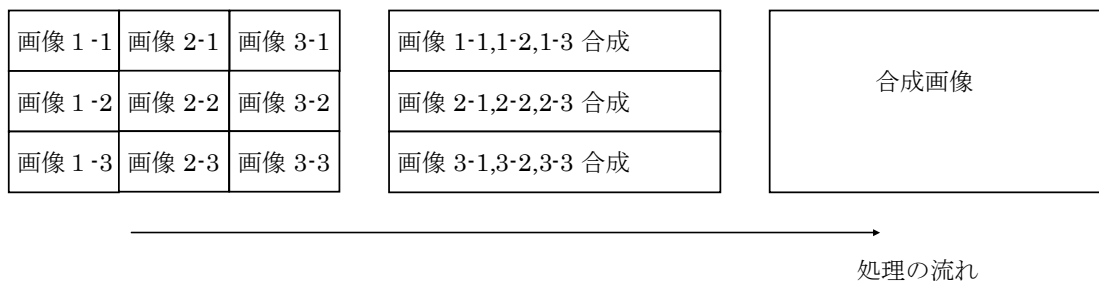 画像 1-1 画像 2-1 画像 3-1
画像 1-2 画像 2-2 画像 3-2
画像 1-3 画像 2-3 画像 3-3
画像 1-1,1-2,1-3 合成
画像 2-1,2-2,2-3 合成
画像 3-1,3-2,3-3 合成
合成画像
処理の流れ